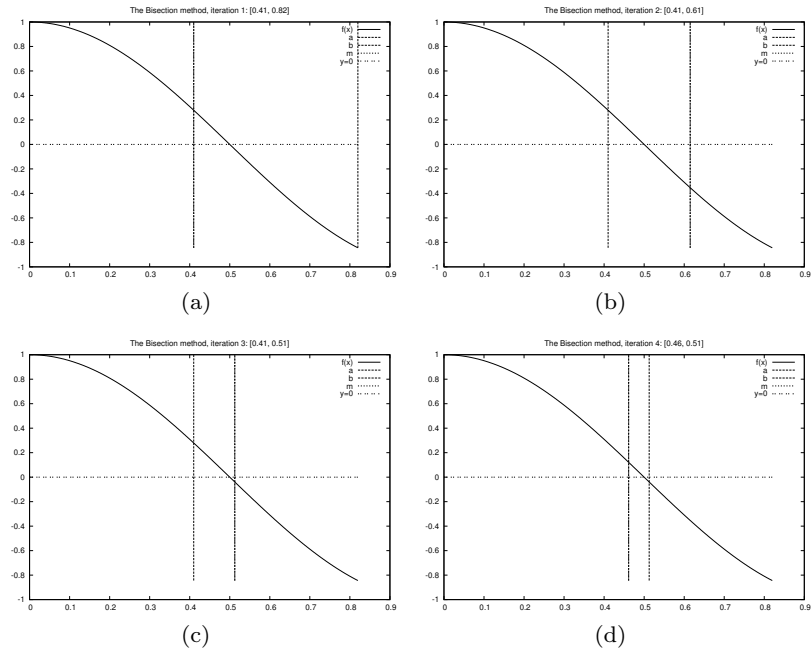 The Bisection method, iteration 1: [0.41, 0.82]
f(x)
a
b
m
y=0
1
0.8
0.6
0.4
0.2
0
-0.2
-0.4
-0.6
-0.8
-1
0 0.1 0.2 0.3 0.4 0.5 0.6 0.7 0.8 0.9
(a)
The Bisection method, iteration 2: [0.41, 0.61]
f(x)
a
b
m
y=0
1
0.8
0.6
0.4
0.2
0
-0.2
-0.4
-0.6
-0.8
-1
0 0.1 0.2 0.3 0.4 0.5 0.6 0.7 0.8 0.9
(b)
The Bisection method, iteration 3: [0.41, 0.51]
f(x)
a
b
m
y=0
1
0.8
0.6
0.4
0.2
0
-0.2
-0.4
-0.6
-0.8
-1
0 0.1 0.2 0.3 0.4 0.5 0.6 0.7 0.8 0.9
(c)
The Bisection method, iteration 4: [0.46, 0.51]
f(x)
a
b
m
y=0
1
0.8
0.6
0.4
0.2
0
-0.2
-0.4
-0.6
-0.8
-1
0 0.1 0.2 0.3 0.4 0.5 0.6 0.7 0.8 0.9
(d)